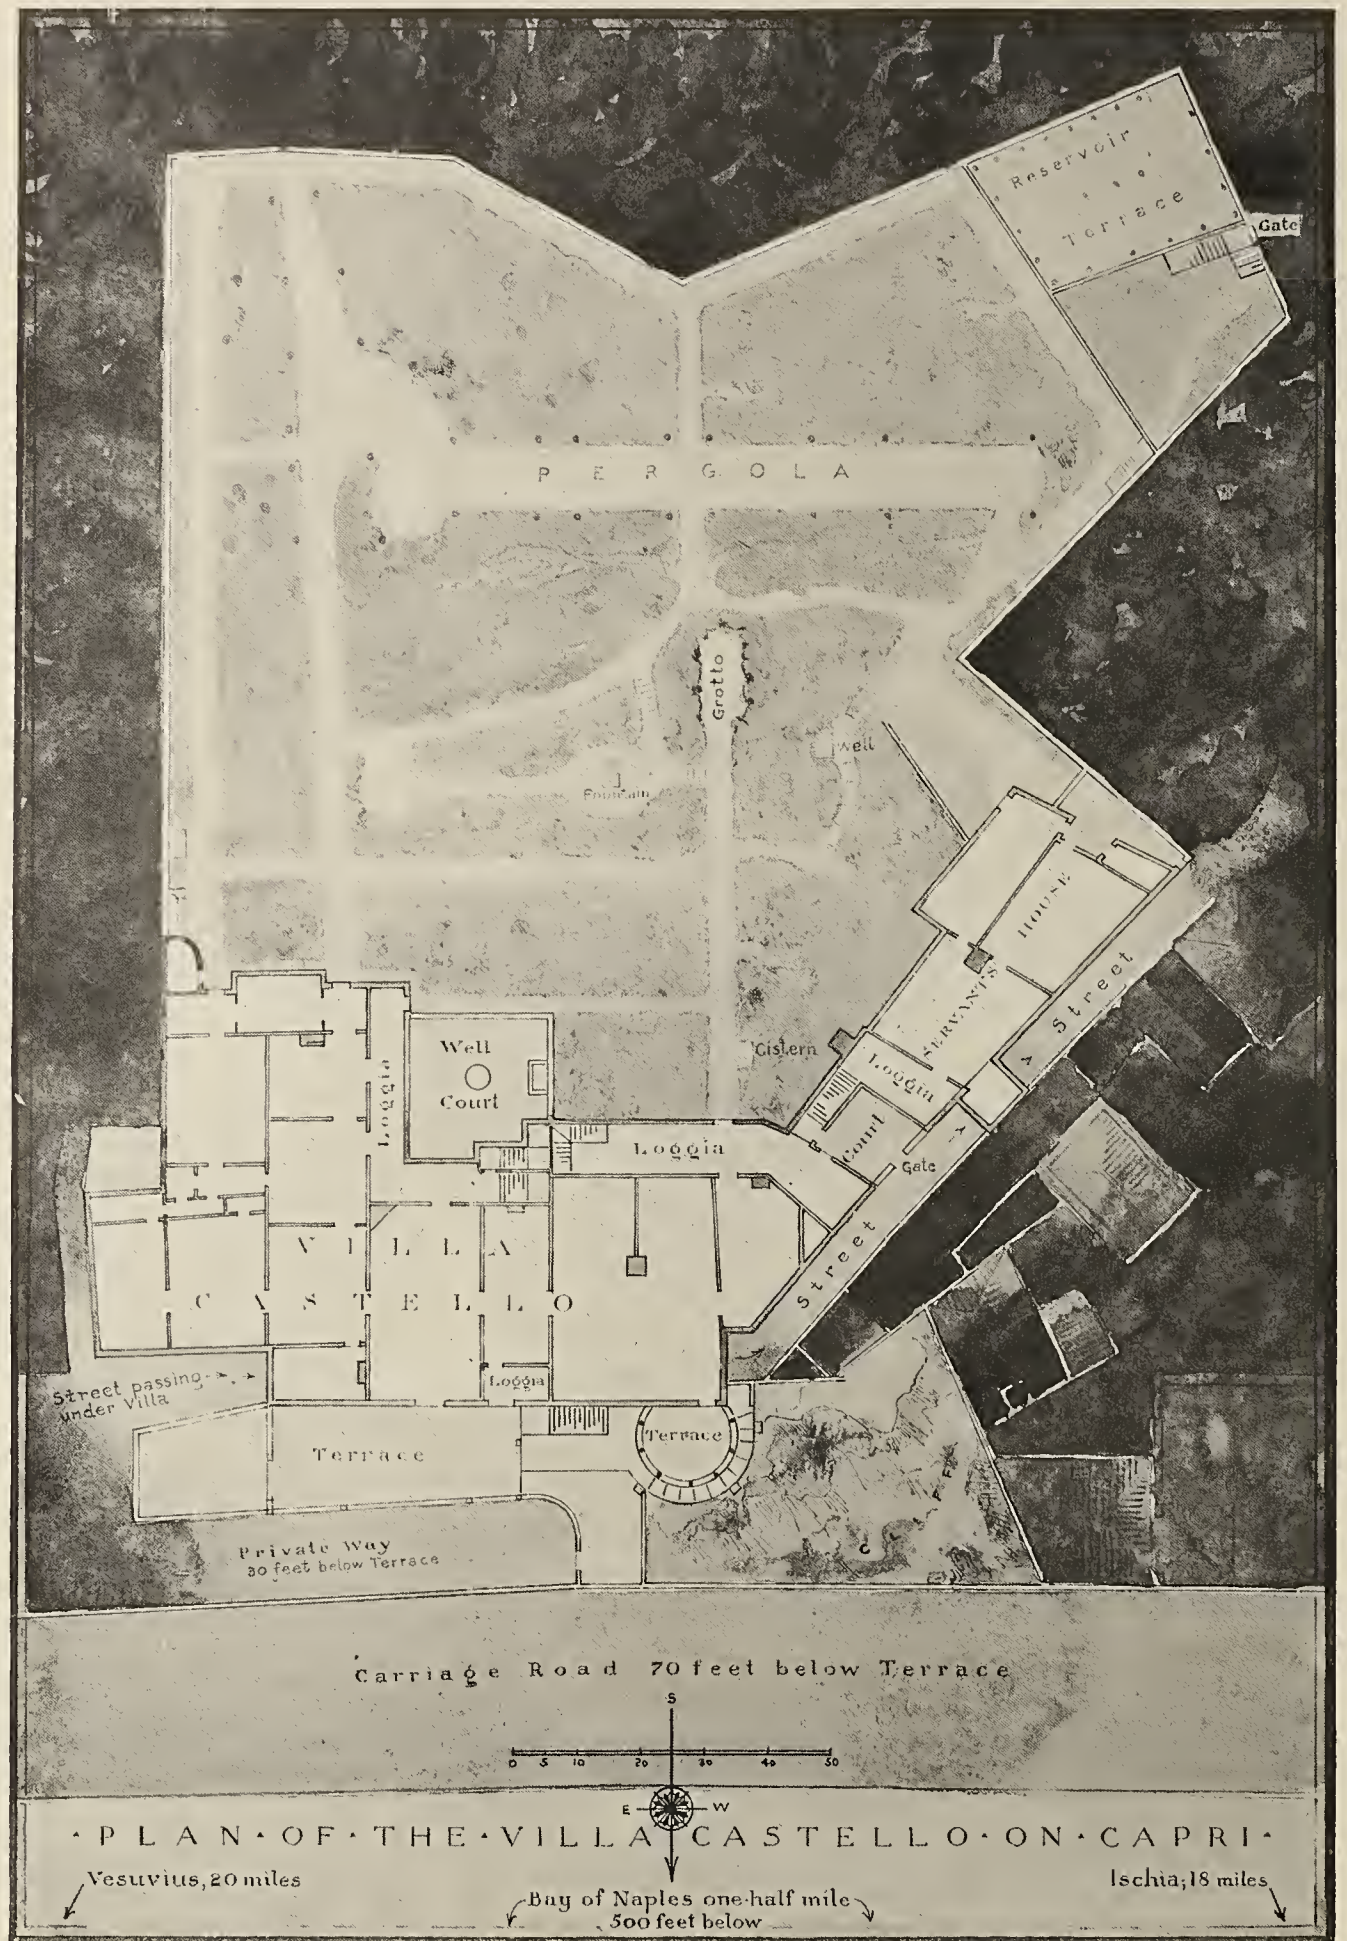 Reservoir
Terrace
Gate
PERGOLA
Grotto
Well
Fountain
SERVANTS
HOUSE
Street
Cistern
Loggia
Court
Gate
Street
Well
Court
Loggia
Loggia
VILLA
CASTELLO
Loggia
Street passing
under Villa
Terrace
Terrace
CLIFF
Private Way
30 feet below Terrace
Carriage Road 70 feet below Terrace
S
0 5 10 20 30 40 50
E W
·PLAN·OF·THE·VILLA CASTELLO·ON·CAPRI·
Vesuvius, 20 miles
Ischia; 18 miles
Bay of Naples one-half mile
500 feet below